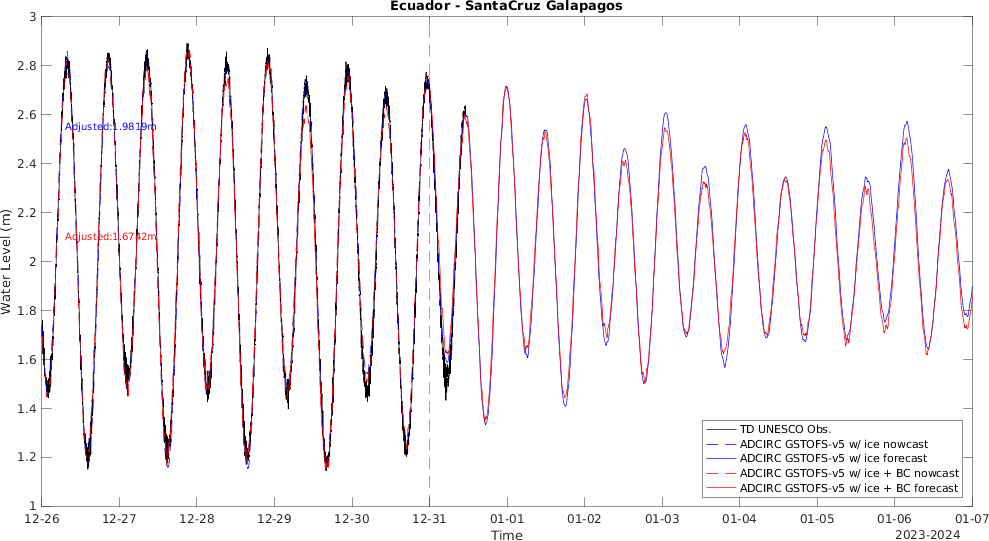 Ecuador - SantaCruz Galapagos
3
2.8
2.6
2.4
2.2
2
1.8
1.6
1.4
1.2
1
Water Level (m)
Adjusted:1.9819m
Adjusted:1.6742m
TD UNESCO Obs.
ADCIRC GSTOFS-v5 w/ ice nowcast
ADCIRC GSTOFS-v5 w/ ice forecast
ADCIRC GSTOFS-v5 w/ ice + BC nowcast
ADCIRC GSTOFS-v5 w/ ice + BC forecast
12-26 12-27 12-28 12-29 12-30 12-31 01-01 01-02 01-03 01-04 01-05 01-06 01-07
Time
2023-2024